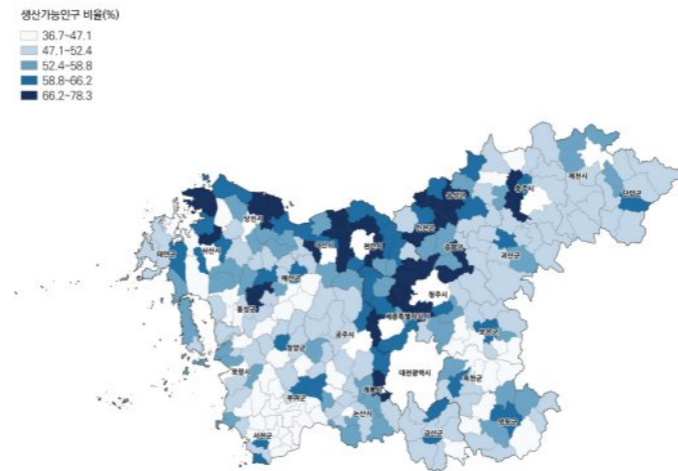 생산가능인구 비율(%)
36.7~47.1
47.1~52.4
52.4~58.8
58.8~66.2
66.2~78.3
제천시
충주시
단양군
음성군
당진시
진천군
아산시
천안시
증평군
서산시
태안군
괴산군
예산군
청주시
홍성군
세종특별자치시
공주시
보은군
청양군
대전광역시
보령시
옥천군
계룡시
부여군
논산시
영동군
서천군
금산군